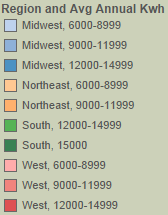 Region and Avg Annual Kwh
Midwest, 6000-8999
Midwest, 9000-11999
Midwest, 12000-14999
Northeast, 6000-8999
Northeast, 9000-11999
South, 12000-14999
South, 15000
West, 6000-8999
West, 9000-11999
West, 12000-14999